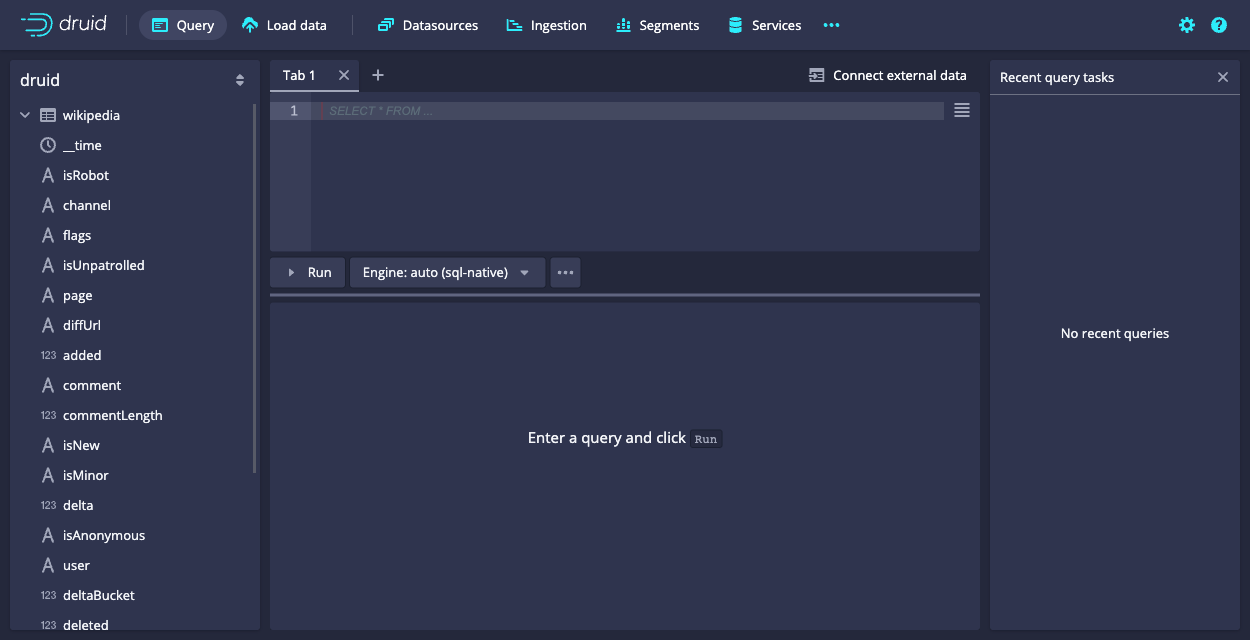 druid
Query
Load data
Datasources
Ingestion
Segments
Services
druid
wikipedia
__time
isRobot
channel
flags
isUnpatrolled
page
diffUrl
123 added
comment
123 commentLength
isNew
isMinor
123 delta
isAnonymous
user
123 deltaBucket
123 deleted
Tab 1
Connect external data
1 SELECT * FROM ...
Run
Engine: auto (sql-native)
Enter a query and click Run
Recent query tasks
No recent queries